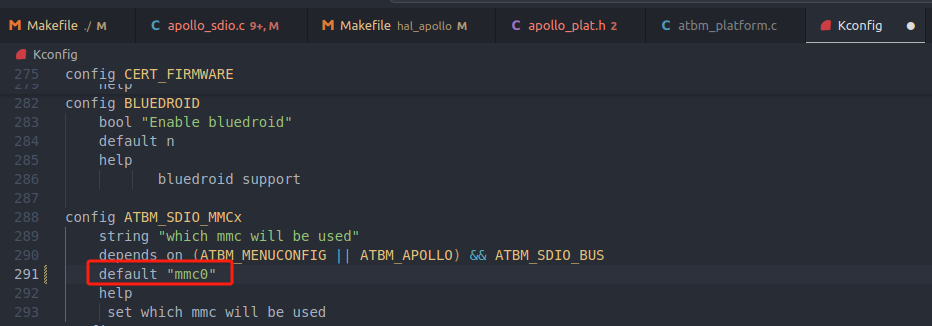 Makefile ./ M
apollo_sdio.c 9+, M
Makefile hal_apollo M
apollo_plat.h 2
atbm_platform.c
Kconfig
Kconfig
275 config CERT_FIRMWARE
279 help
282 config BLUEDROID
283 bool "Enable bluedroid"
284 default n
285 help
286 bluedroid support
287
288 config ATBM_SDIO_MMCx
289 string "which mmc will be used"
290 depends on (ATBM_MENUCONFIG || ATBM_APOLLO) && ATBM_SDIO_BUS
291 default "mmc0"
292 help
293 set which mmc will be used